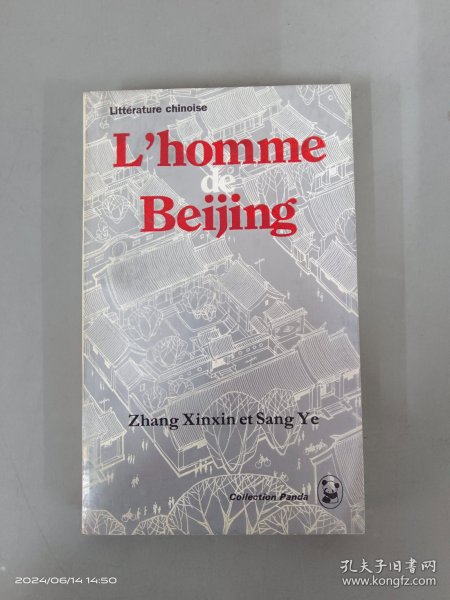 Littérature chinoise
L'homme
de
Beijing
Zhang Xinxin et Sang Ye
Collection Panda
2024/06/14 14:50
孔夫子旧书网
www.kongfz.com